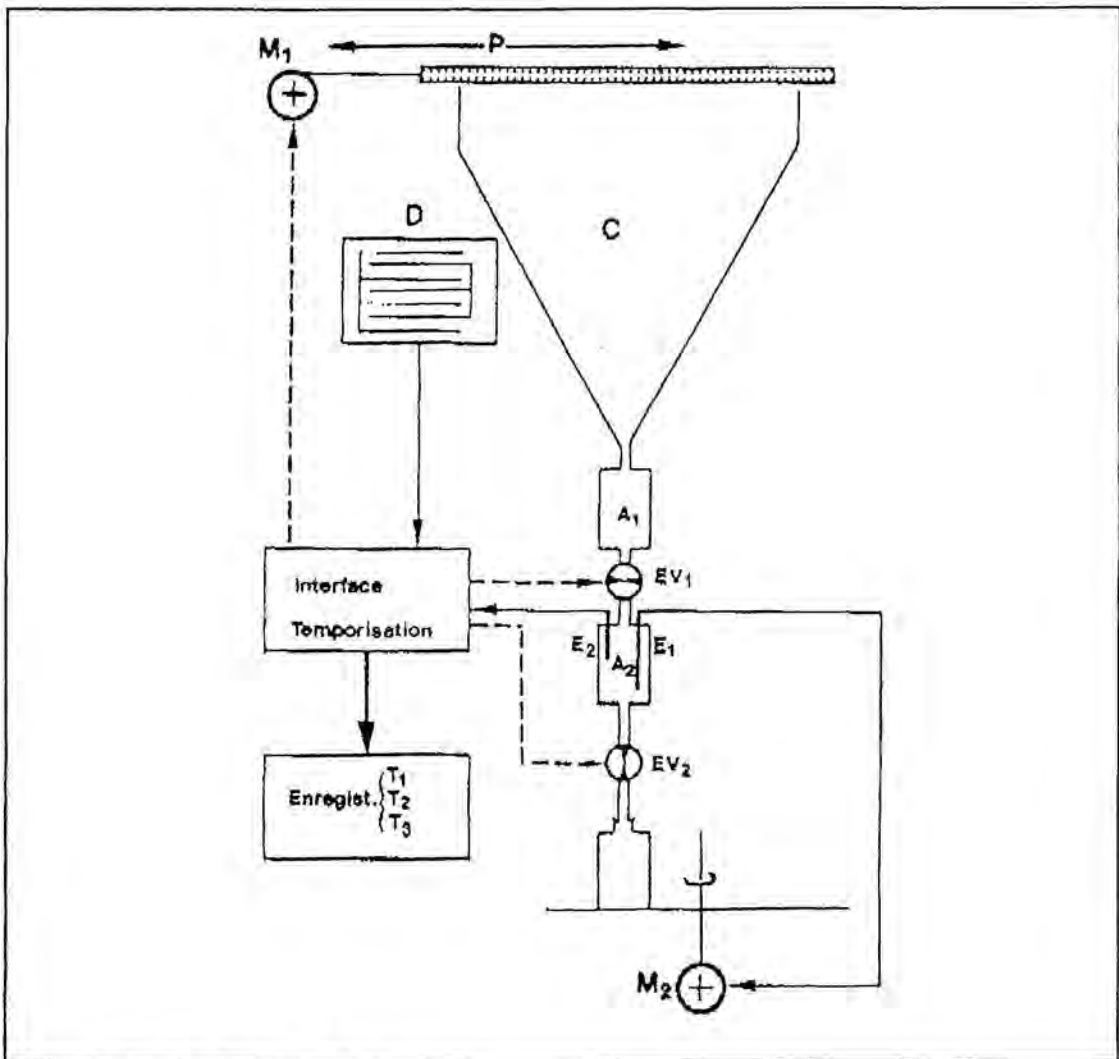 P
M₁
D
C
A₁
EV₁
Interface
Temporisation
E₂
A₂
E₁
EV₂
Enregist. { T₁
T₂
T₃
M₂